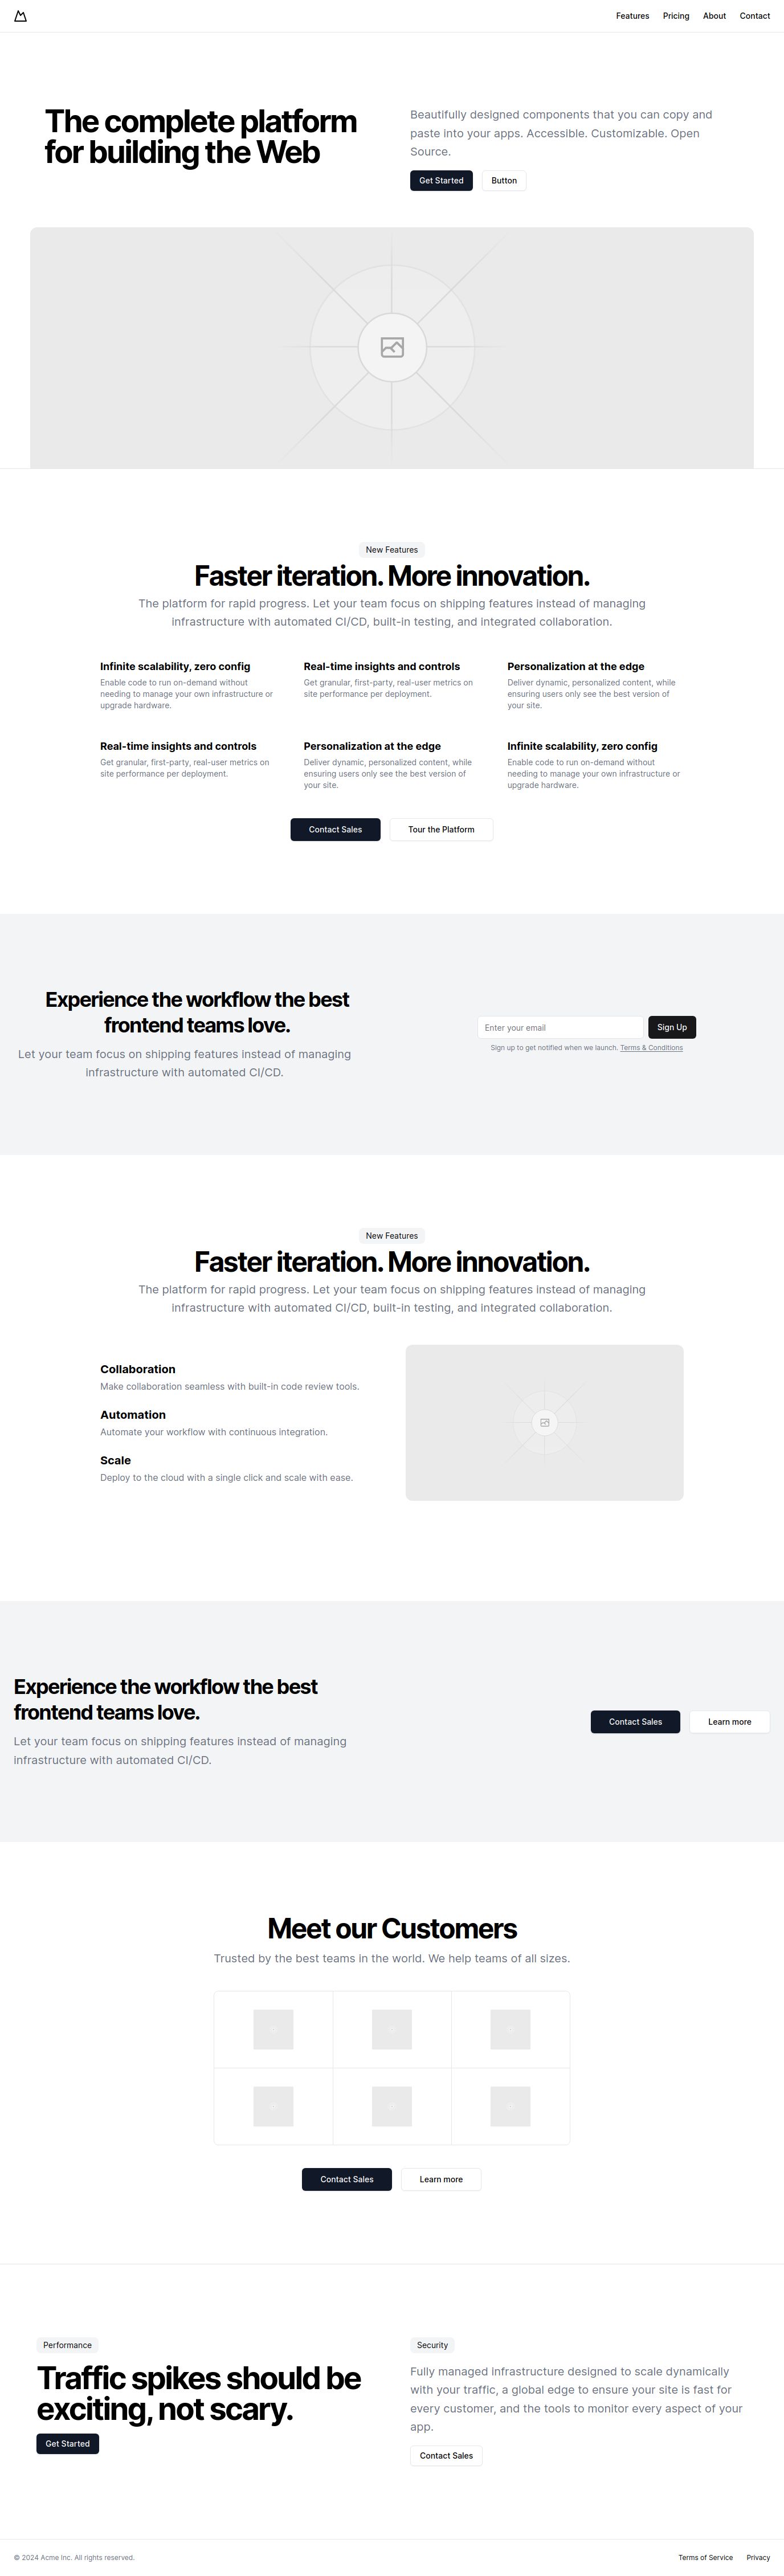 Features Pricing About Contact
The complete platform
for building the Web
Beautifully designed components that you can copy and
paste into your apps. Accessible. Customizable. Open
Source.
Get Started Button
New Features
Faster iteration. More innovation.
The platform for rapid progress. Let your team focus on shipping features instead of managing
infrastructure with automated CI/CD, built-in testing, and integrated collaboration.
Infinite scalability, zero config
Enable code to run on-demand without
needing to manage your own infrastructure or
upgrade hardware.
Real-time insights and controls
Get granular, first-party, real-user metrics on
site performance per deployment.
Personalization at the edge
Deliver dynamic, personalized content, while
ensuring users only see the best version of
your site.
Real-time insights and controls
Get granular, first-party, real-user metrics on
site performance per deployment.
Personalization at the edge
Deliver dynamic, personalized content, while
ensuring users only see the best version of
your site.
Infinite scalability, zero config
Enable code to run on-demand without
needing to manage your own infrastructure or
upgrade hardware.
Contact Sales Tour the Platform
Experience the workflow the best
frontend teams love.
Let your team focus on shipping features instead of managing
infrastructure with automated CI/CD.
Enter your email Sign Up
Sign up to get notified when we launch. Terms & Conditions
New Features
Faster iteration. More innovation.
The platform for rapid progress. Let your team focus on shipping features instead of managing
infrastructure with automated CI/CD, built-in testing, and integrated collaboration.
Collaboration
Make collaboration seamless with built-in code review tools.
Automation
Automate your workflow with continuous integration.
Scale
Deploy to the cloud with a single click and scale with ease.
Experience the workflow the best
frontend teams love.
Let your team focus on shipping features instead of managing
infrastructure with automated CI/CD.
Contact Sales Learn more
Meet our Customers
Trusted by the best teams in the world. We help teams of all sizes.
Contact Sales Learn more
Performance
Traffic spikes should be
exciting, not scary.
Get Started
Security
Fully managed infrastructure designed to scale dynamically
with your traffic, a global edge to ensure your site is fast for
every customer, and the tools to monitor every aspect of your
app.
Contact Sales
© 2024 Acme Inc. All rights reserved.
Terms of Service Privacy